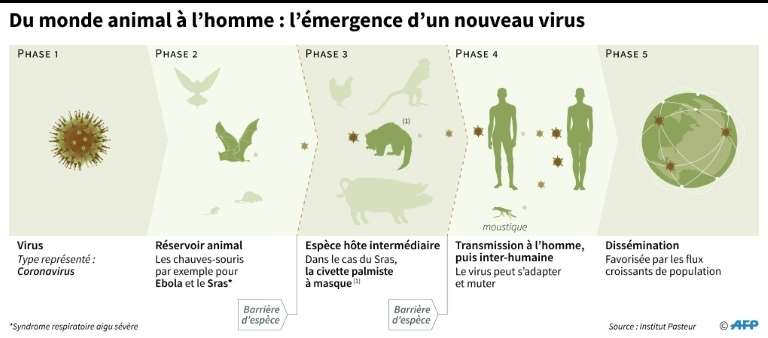 Du monde animal à l'homme : l'émergence d'un nouveau virus
PHASE 1
PHASE 2
PHASE 3
PHASE 4
PHASE 5
(1)
moustique
Virus
Type représenté :
Coronavirus
Réservoir animal
Les chauves-souris
par exemple pour
Ebola et le Sras*
Espèce hôte intermédiaire
Dans le cas du Sras,
la civette palmiste
à masque (1)
Transmission à l'homme,
puis inter-humaine
Le virus peut s'adapter
et muter
Dissémination
Favorisée par les flux
croissants de population
Barrière
d'espèce
Barrière
d'espèce
*Syndrome respiratoire aigu sévère
Source : Institut Pasteur
© AFP